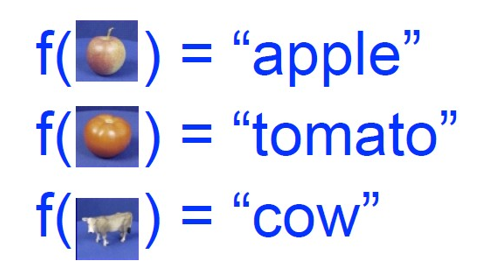 f( ) = “apple”
f( ) = “tomato”
f( ) = “cow”